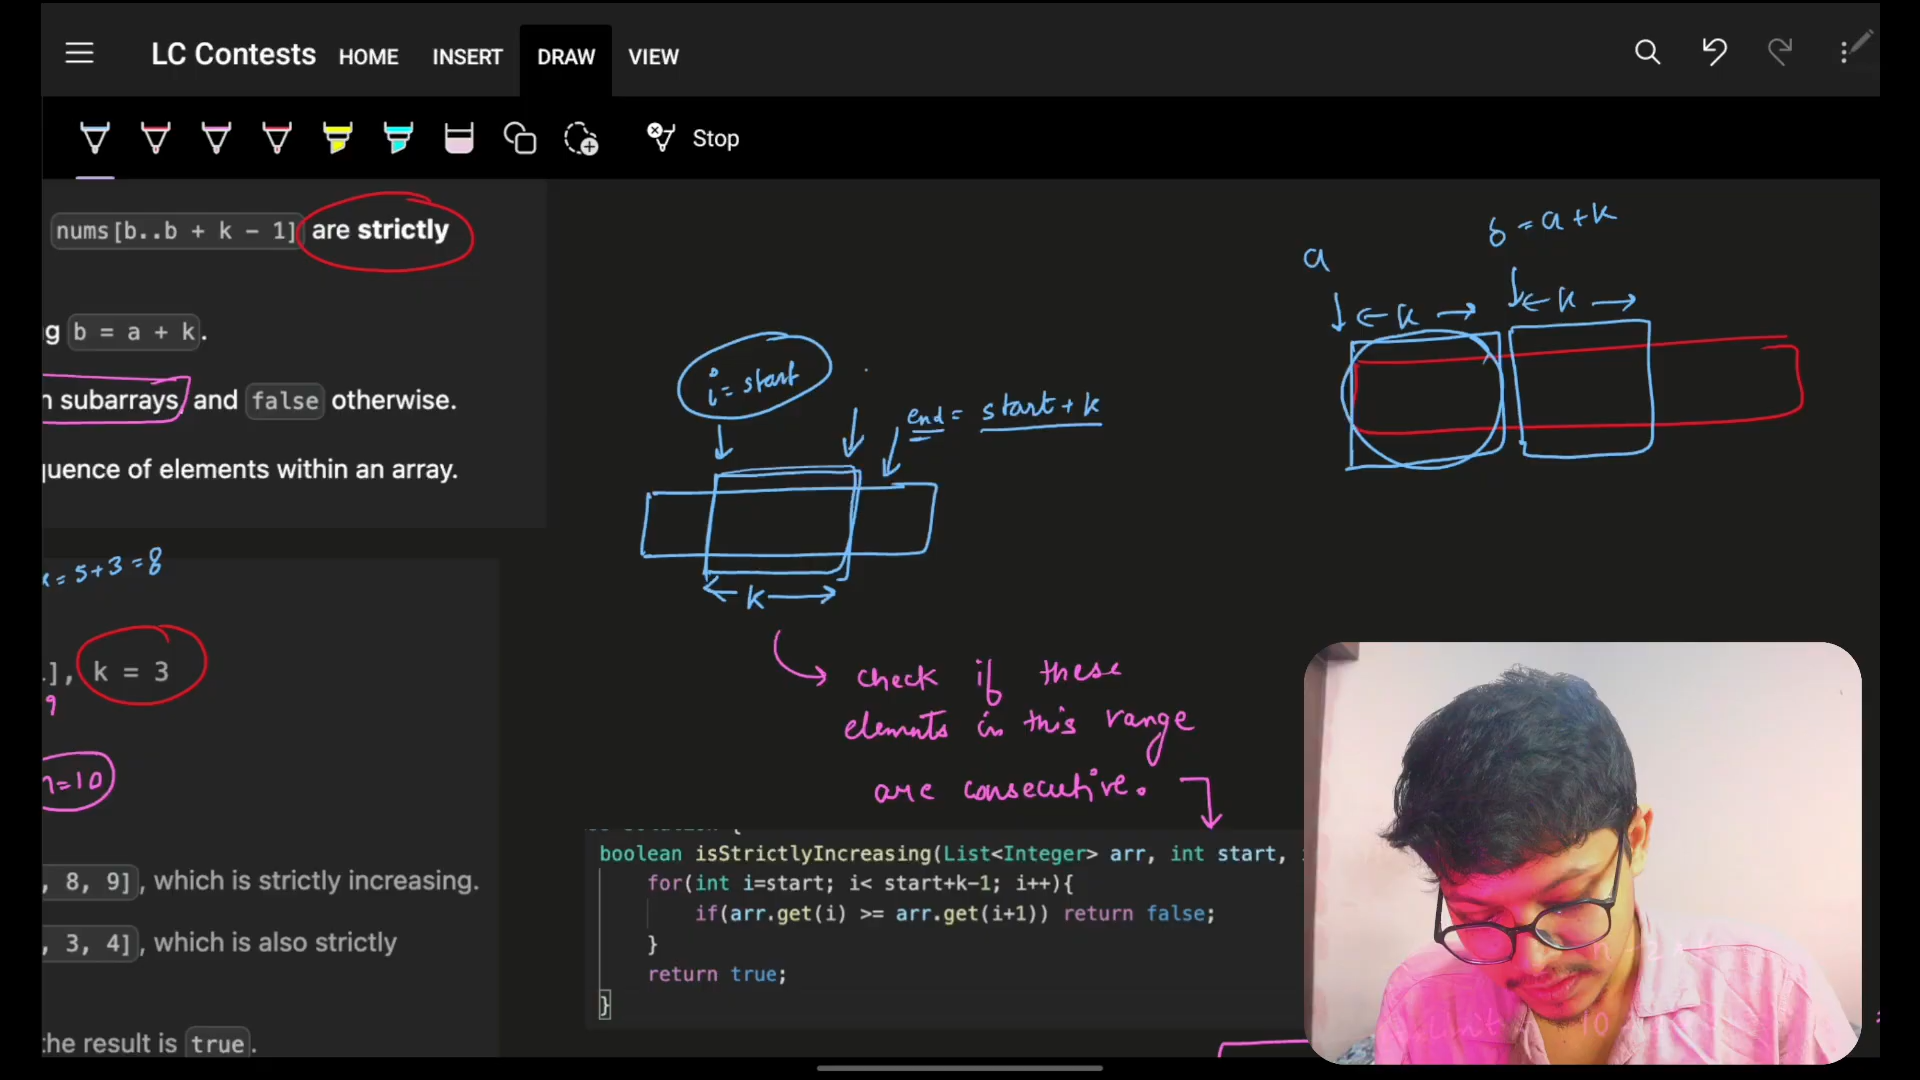 LC Contests HOME INSERT DRAW VIEW
Stop
nums[b..b + k - 1] are strictly
g b = a + k.
n subarrays, and false otherwise.
quence of elements within an array.
k = 5+3 = 8
], k = 3
9
n=10
, 8, 9], which is strictly increasing.
, 3, 4], which is also strictly
the result is true.
i = start
end = start + k
k
check if these
elements in this range
are consecutive.
boolean isStrictlyIncreasing(List<Integer> arr, int start,
for(int i=start; i< start+k-1; i++){
if(arr.get(i) >= arr.get(i+1)) return false;
}
return true;
}
a
b = a + k
k
k